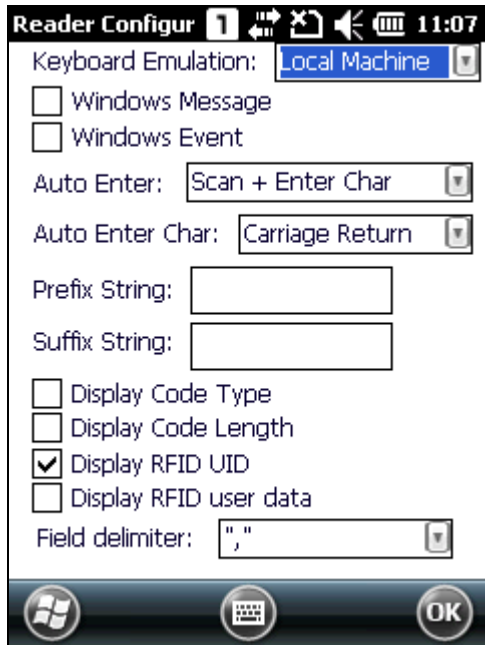 Reader Configur 1 11:07
Keyboard Emulation: Local Machine
Windows Message
Windows Event
Auto Enter: Scan + Enter Char
Auto Enter Char: Carriage Return
Prefix String:
Suffix String:
Display Code Type
Display Code Length
Display RFID UID
Display RFID user data
Field delimiter: ","
OK